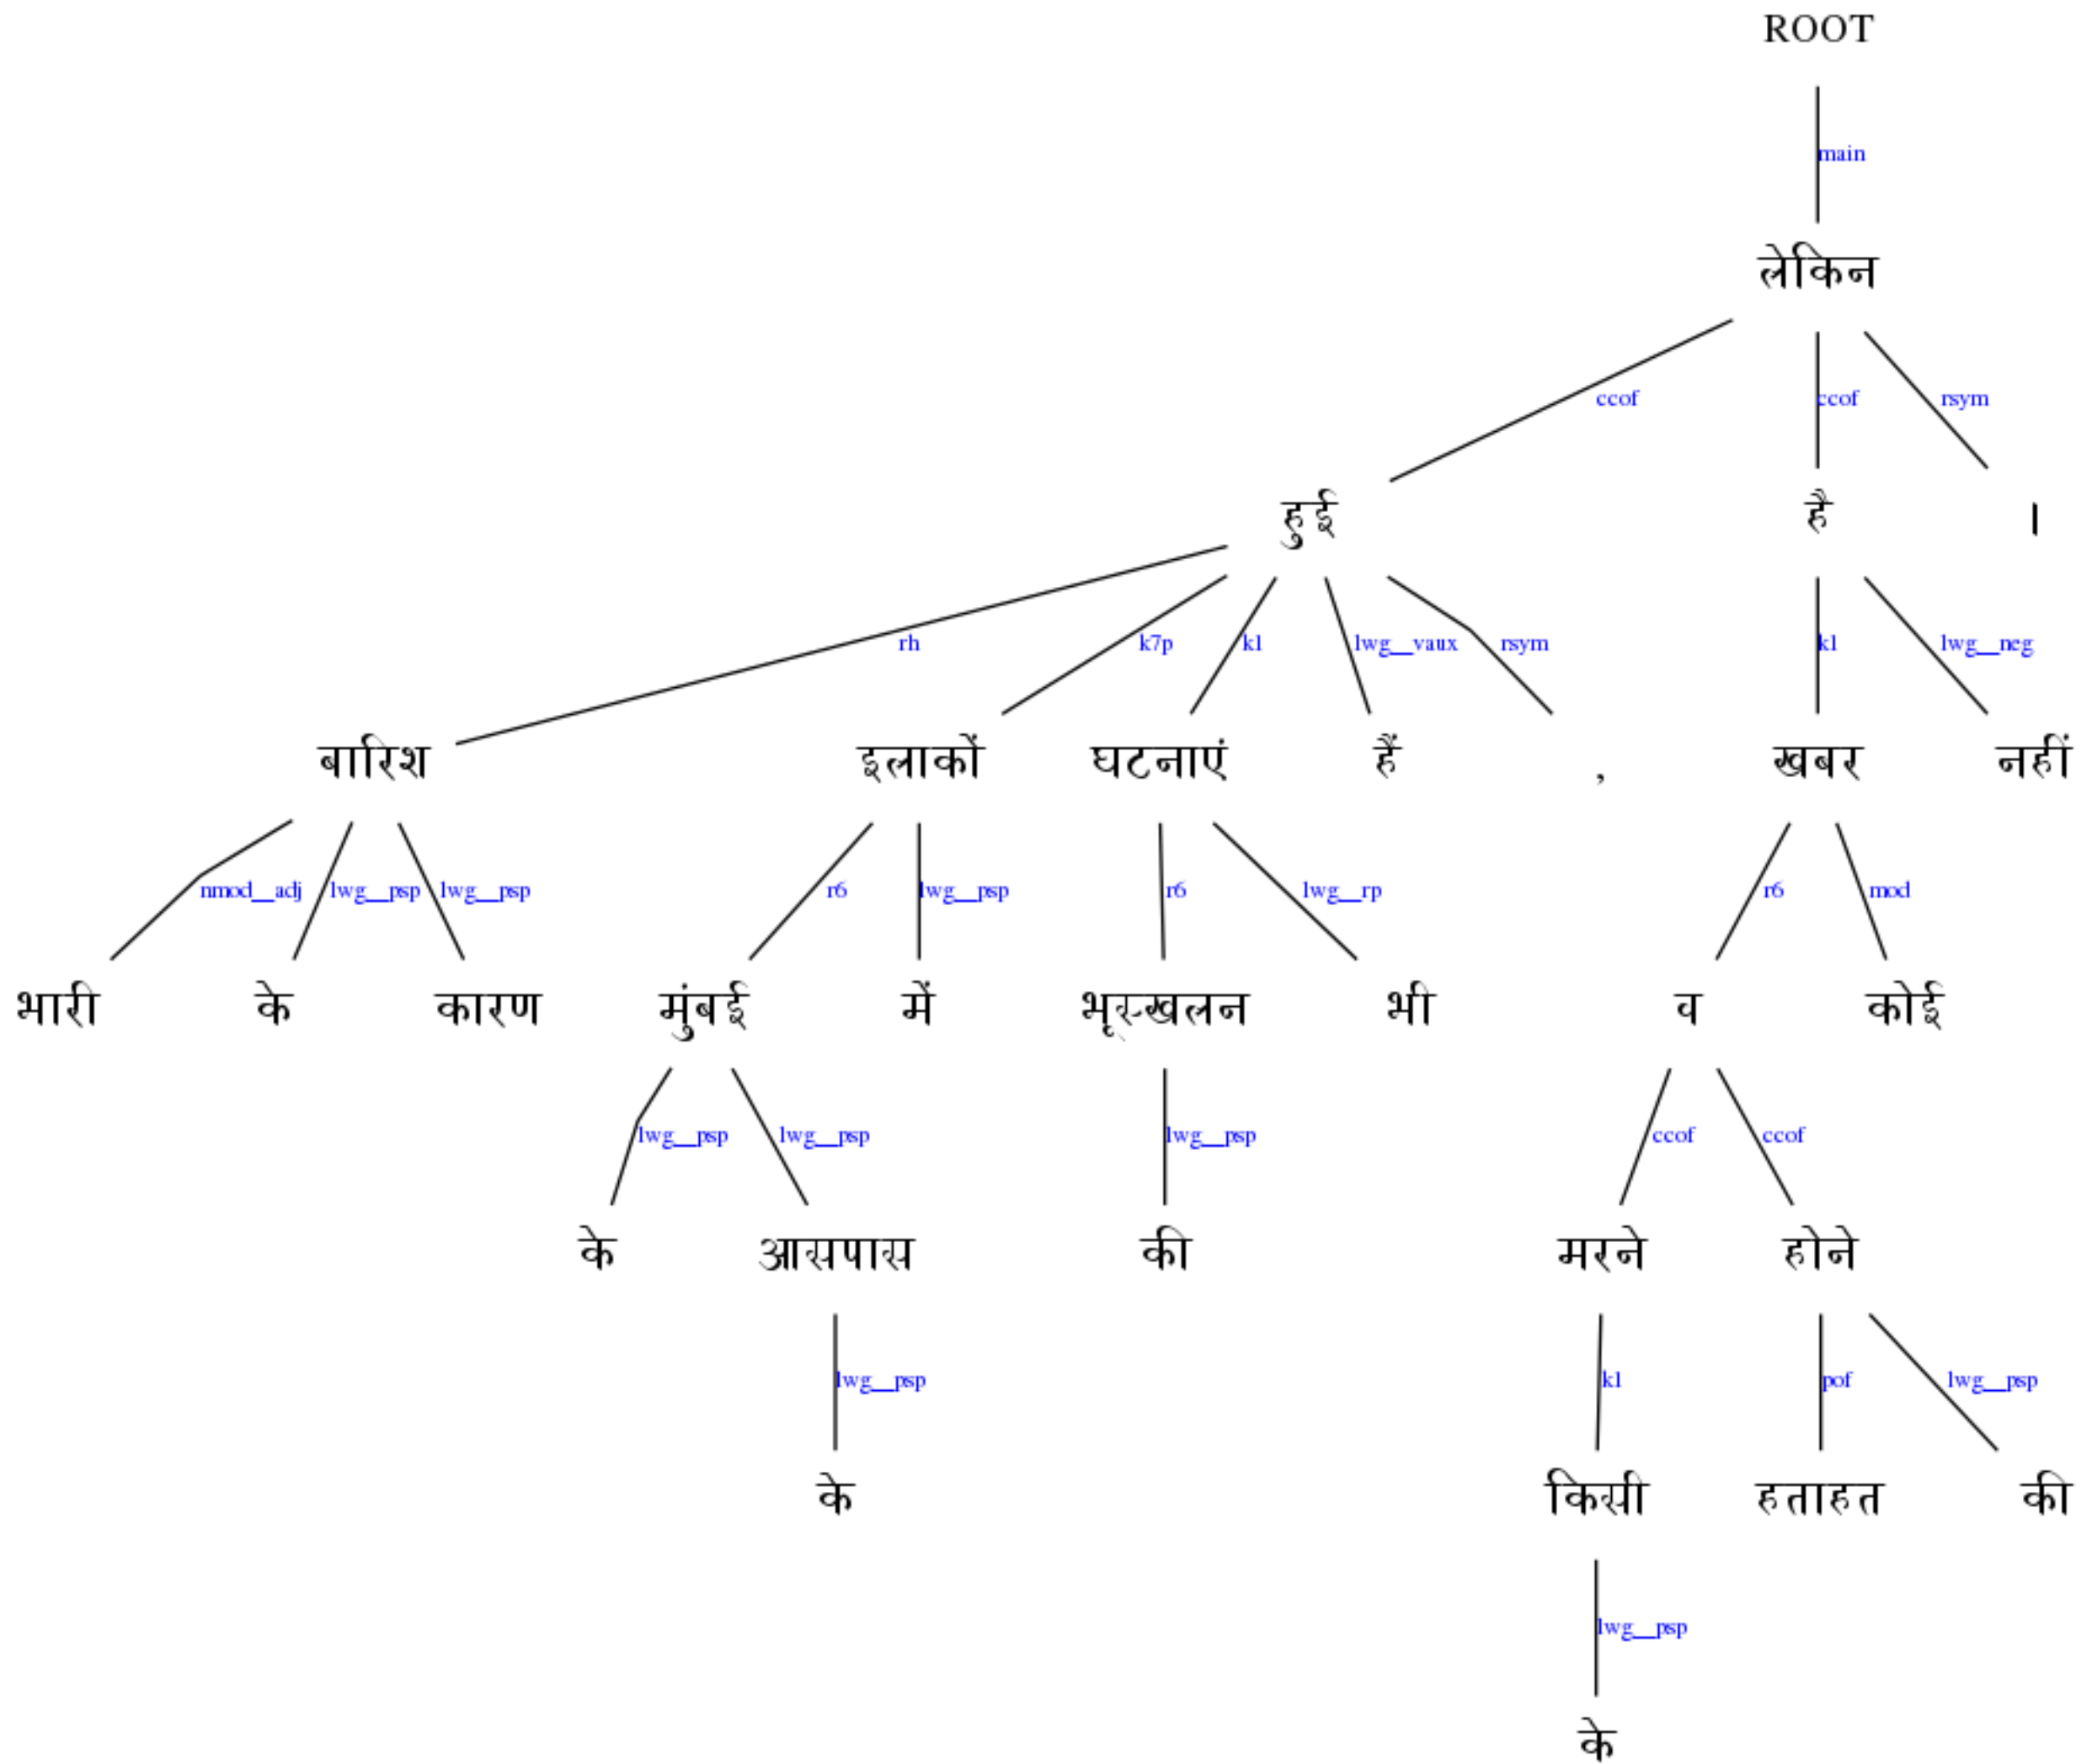 ROOT
main
लेकिन
ccof ccof rsym
हुई है ।
rh k7p k1 lwg__vaux rsym k1 lwg__neg
बारिश इलाकों घटनाएं हैं , खबर नहीं
nmod__adj lwg__psp lwg__psp r6 lwg__psp r6 lwg__rp r6 mod
भारी के कारण मुंबई में भूस्खलन भी व कोई
lwg__psp lwg__psp lwg__psp ccof ccof
के आसपास की मरने होने
lwg__psp k1 pof lwg__psp
के किसी हताहत की
lwg__psp
के